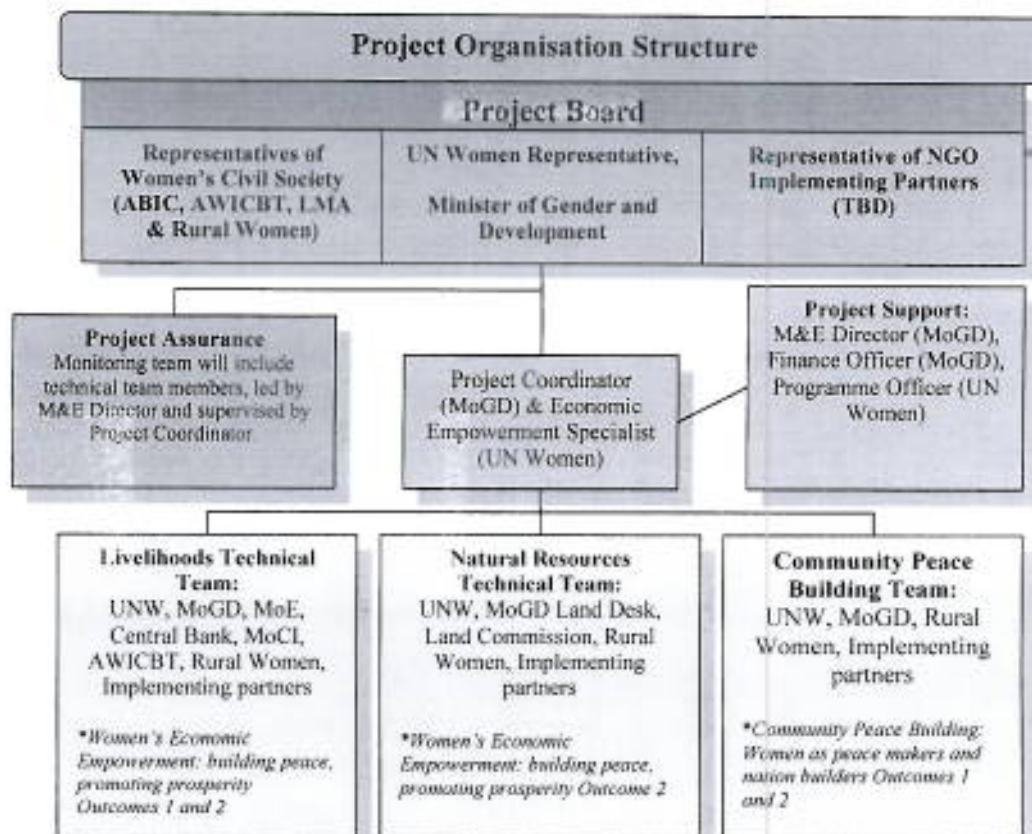 Project Organisation Structure
Project Board
Representatives of
Women's Civil Society
(ABIC, AWICBT, LMA
& Rural Women)
UN Women Representative,
Minister of Gender and
Development
Representative of NGO
Implementing Partners
(TBD)
Project Assurance
Monitoring team will include
technical team members, led by
M&E Director and supervised by
Project Coordinator
Project Coordinator
(MoGD) & Economic
Empowerment Specialist
(UN Women)
Project Support:
M&E Director (MoGD),
Finance Officer (MoGD),
Programme Officer (UN
Women)
Livelihoods Technical
Team:
UNW, MoGD, MoE,
Central Bank, MoCI,
AWICBT, Rural Women,
Implementing partners
*Women's Economic
Empowerment: building peace,
promoting prosperity
Outcomes 1 and 2
Natural Resources
Technical Team:
UNW, MoGD Land Desk,
Land Commission, Rural
Women, Implementing
partners
*Women's Economic
Empowerment: building peace,
promoting prosperity Outcome 2
Community Peace
Building Team:
UNW, MoGD, Rural
Women, Implementing
partners
*Community Peace Building:
Women as peace makers and
nation builders Outcomes 1
and 2